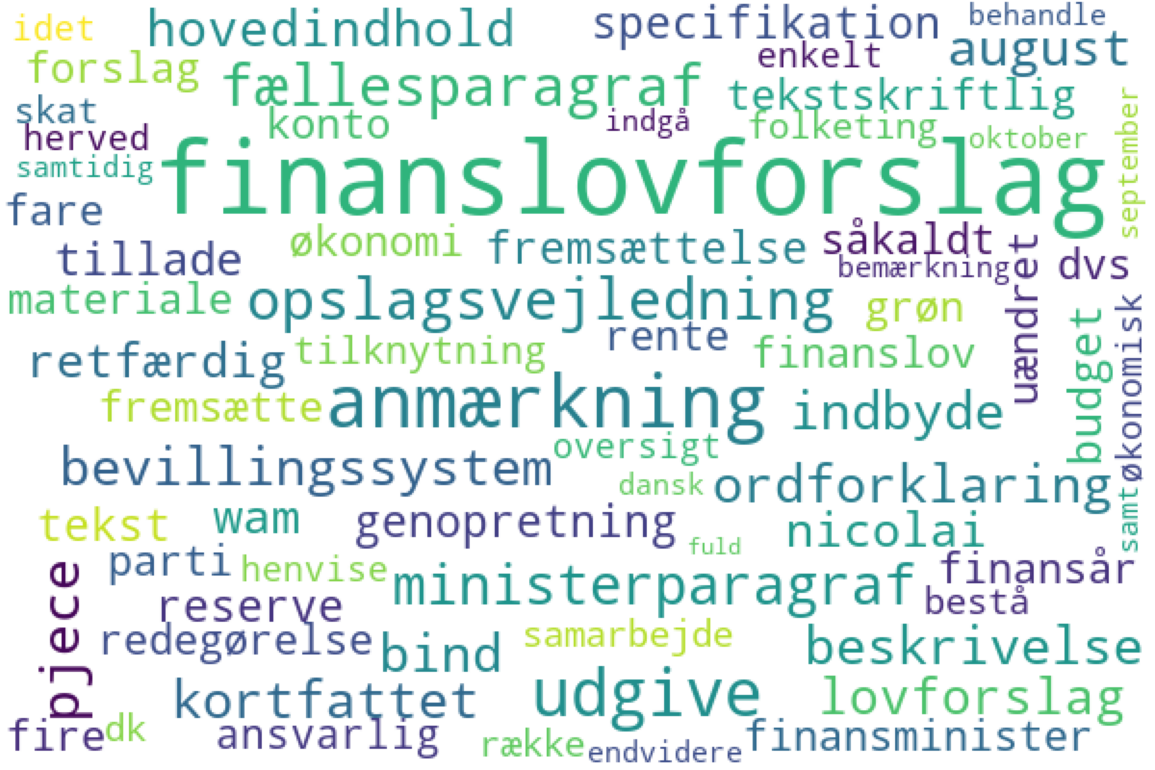 idet
hovedindhold
specifikation
behandle
forslag
fællesparagraf
enkelt
august
skat
konto
indgå
tekstskriftlig
herved
folketing
oktober
september
samtidig
finanslovforslag
fare
økonomi
fremsættelse
såkaldt
tillade
bemærkning
dvs
materiale
opslagsvejledning
grøn
uændret
budget
økonomisk
retfærdig
tilknytning
rente
finanslov
fremsætte
anmærkning
indbyde
oversigt
bevillingssystem
dansk
ordforklaring
samt
tekst
wam
genopretning
fuld
nicolai
parti
henvise
ministerparagraf
finansår
pjece
reserve
bestå
redegørelse
bind
samarbejde
beskrivelse
kortfattet
udgive
lovforslag
fire
dk
ansvarlig
række
endvidere
finansminister